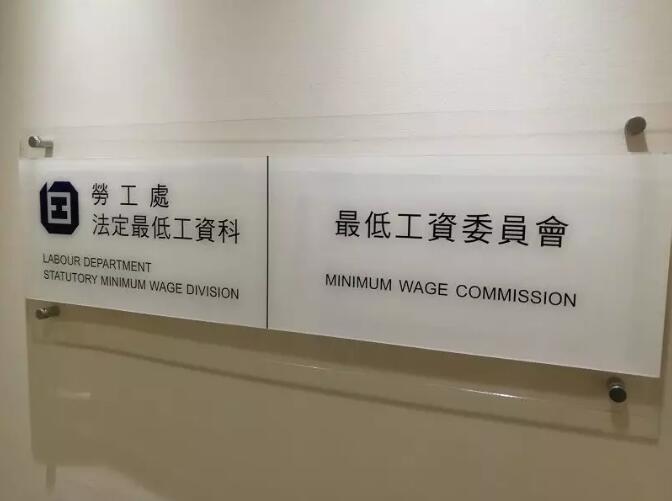 勞工處
法定最低工資科
LABOUR DEPARTMENT
STATUTORY MINIMUM WAGE DIVISION
最低工資委員會
MINIMUM WAGE COMMISSION